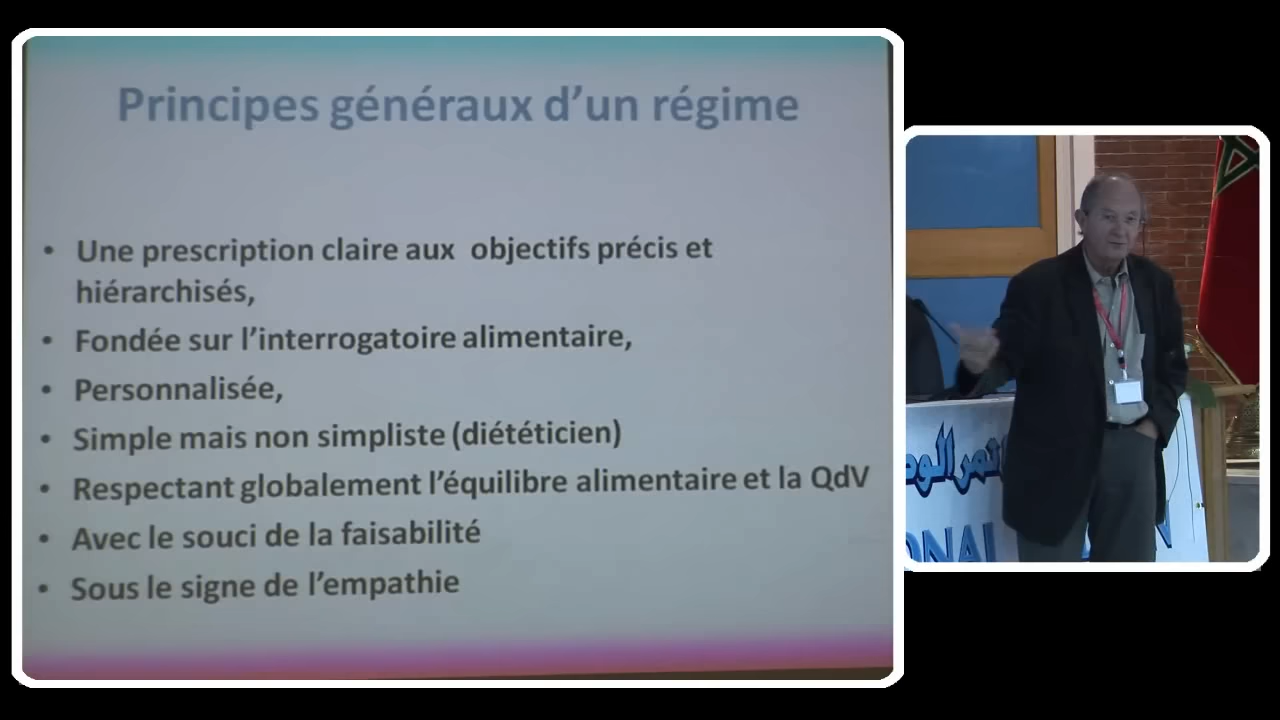 Principes généraux d'un régime
• Une prescription claire aux objectifs précis et
hiérarchisés,
• Fondée sur l'interrogatoire alimentaire,
• Personnalisée,
• Simple mais non simpliste (diététicien)
• Respectant globalement l'équilibre alimentaire et la QdV
• Avec le souci de la faisabilité
• Sous le signe de l'empathie